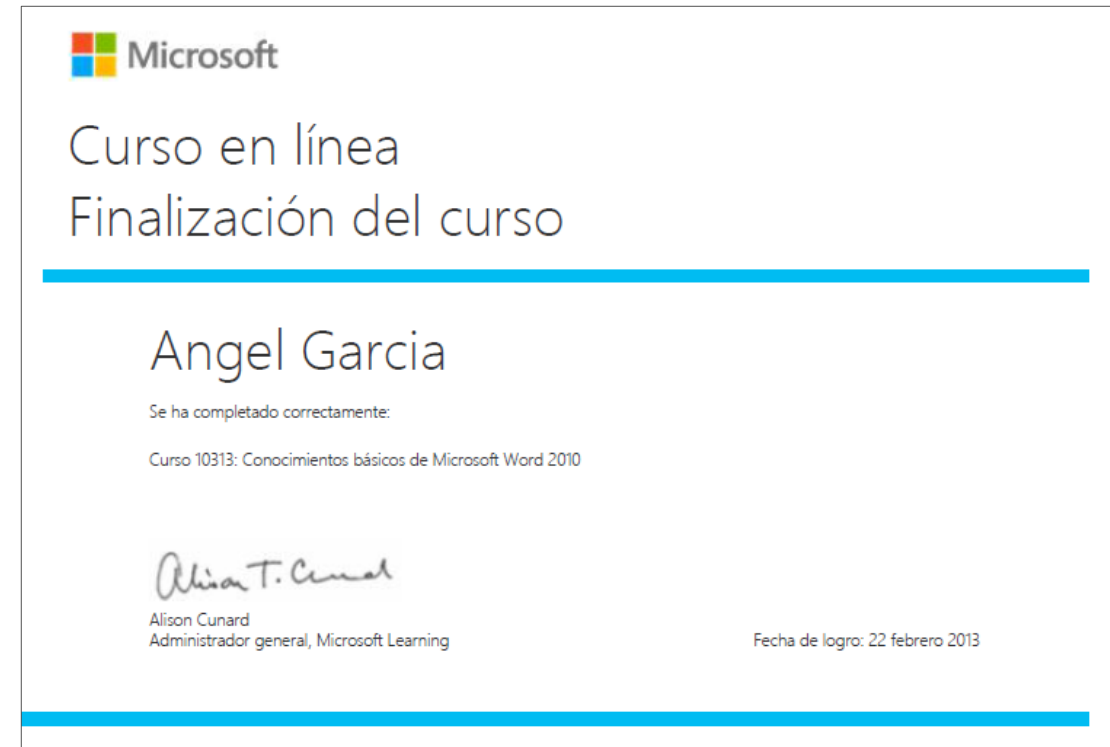 Microsoft
Curso en línea
Finalización del curso
Angel Garcia
Se ha completado correctamente:
Curso 10313: Conocimientos básicos de Microsoft Word 2010
Alison T. Cunard
Alison Cunard
Administrador general, Microsoft Learning
Fecha de logro: 22 febrero 2013